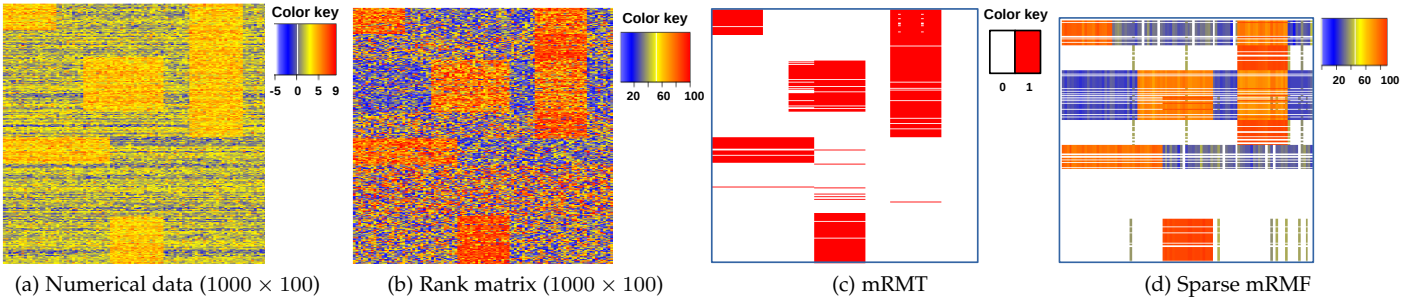 Color key
-5 0 5 9
Color key
20 60 100
Color key
0 1
20 60 100
(a) Numerical data (1000 × 100)
(b) Rank matrix (1000 × 100)
(c) mRMT
(d) Sparse mRMF